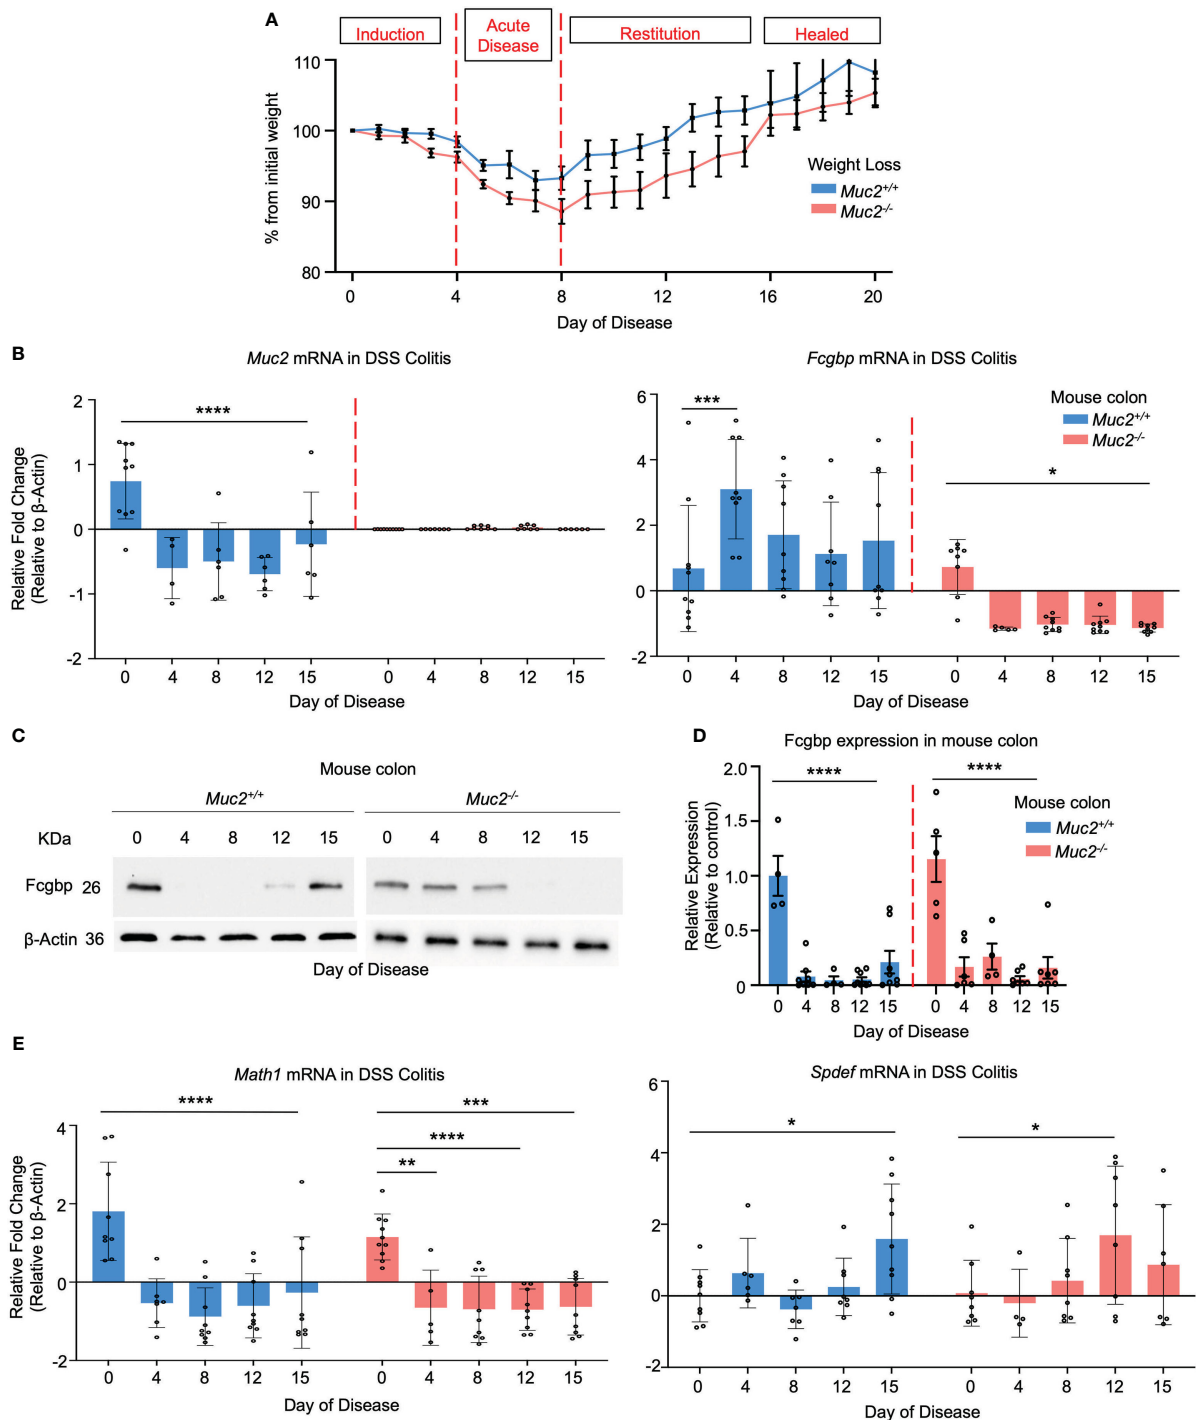 A
Induction
Acute
Disease
Restitution
Healed
110
100
90
80
% from initial weight
Weight Loss
Muc2+/+
Muc2-/-
0 4 8 12 16 20
Day of Disease
B
Muc2 mRNA in DSS Colitis
2
1
0
-1
-2
Relative Fold Change
(Relative to β-Actin)
****
0 4 8 12 15 0 4 8 12 15
Day of Disease
Fcgbp mRNA in DSS Colitis
6
4
2
0
-2
***
*
Mouse colon
Muc2+/+
Muc2-/-
0 4 8 12 15 0 4 8 12 15
Day of Disease
C
Mouse colon
Muc2+/+ Muc2-/-
KDa 0 4 8 12 15 0 4 8 12 15
Fcgbp 26
β-Actin 36
Day of Disease
D
Fcgbp expression in mouse colon
2.0
1.5
1.0
0.5
0
Relative Expression
(Relative to control)
**** ****
Mouse colon
Muc2+/+
Muc2-/-
0 4 8 12 15 0 4 8 12 15
Day of Disease
E
Math1 mRNA in DSS Colitis
4
2
0
-2
Relative Fold Change
(Relative to β-Actin)
**** ***
****
**
0 4 8 12 15 0 4 8 12 15
Day of Disease
Spdef mRNA in DSS Colitis
6
4
2
0
-2
* *
0 4 8 12 15 0 4 8 12 15
Day of Disease